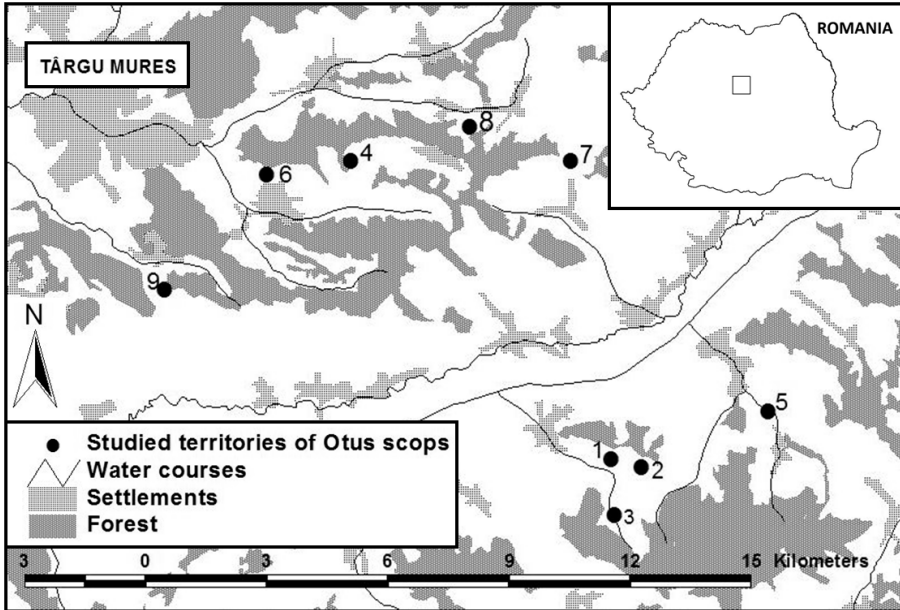 TÂRGU MURES
ROMANIA
8
4
7
6
9
N
5
1
2
3
Studied territories of Otus scops
Water courses
Settlements
Forest
3 0 3 6 9 12 15 Kilometers